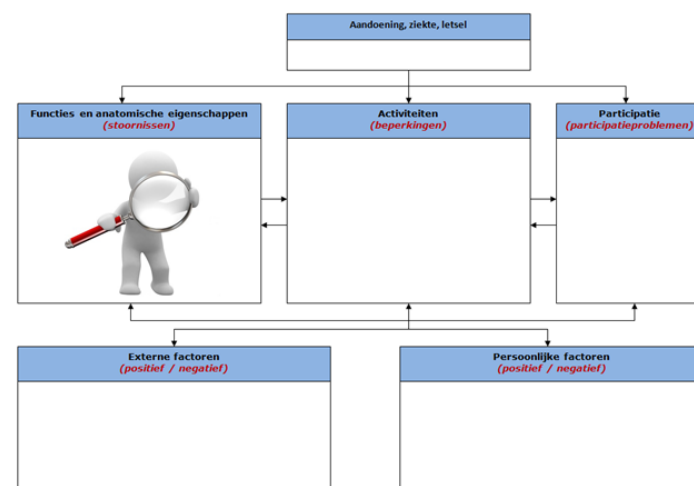 Aandoening, ziekte, letsel
Functies en anatomische eigenschappen
(stoornissen)
Activiteiten
(beperkingen)
Participatie
(participatieproblemen)
Externe factoren
(positief / negatief)
Persoonlijke factoren
(positief / negatief)